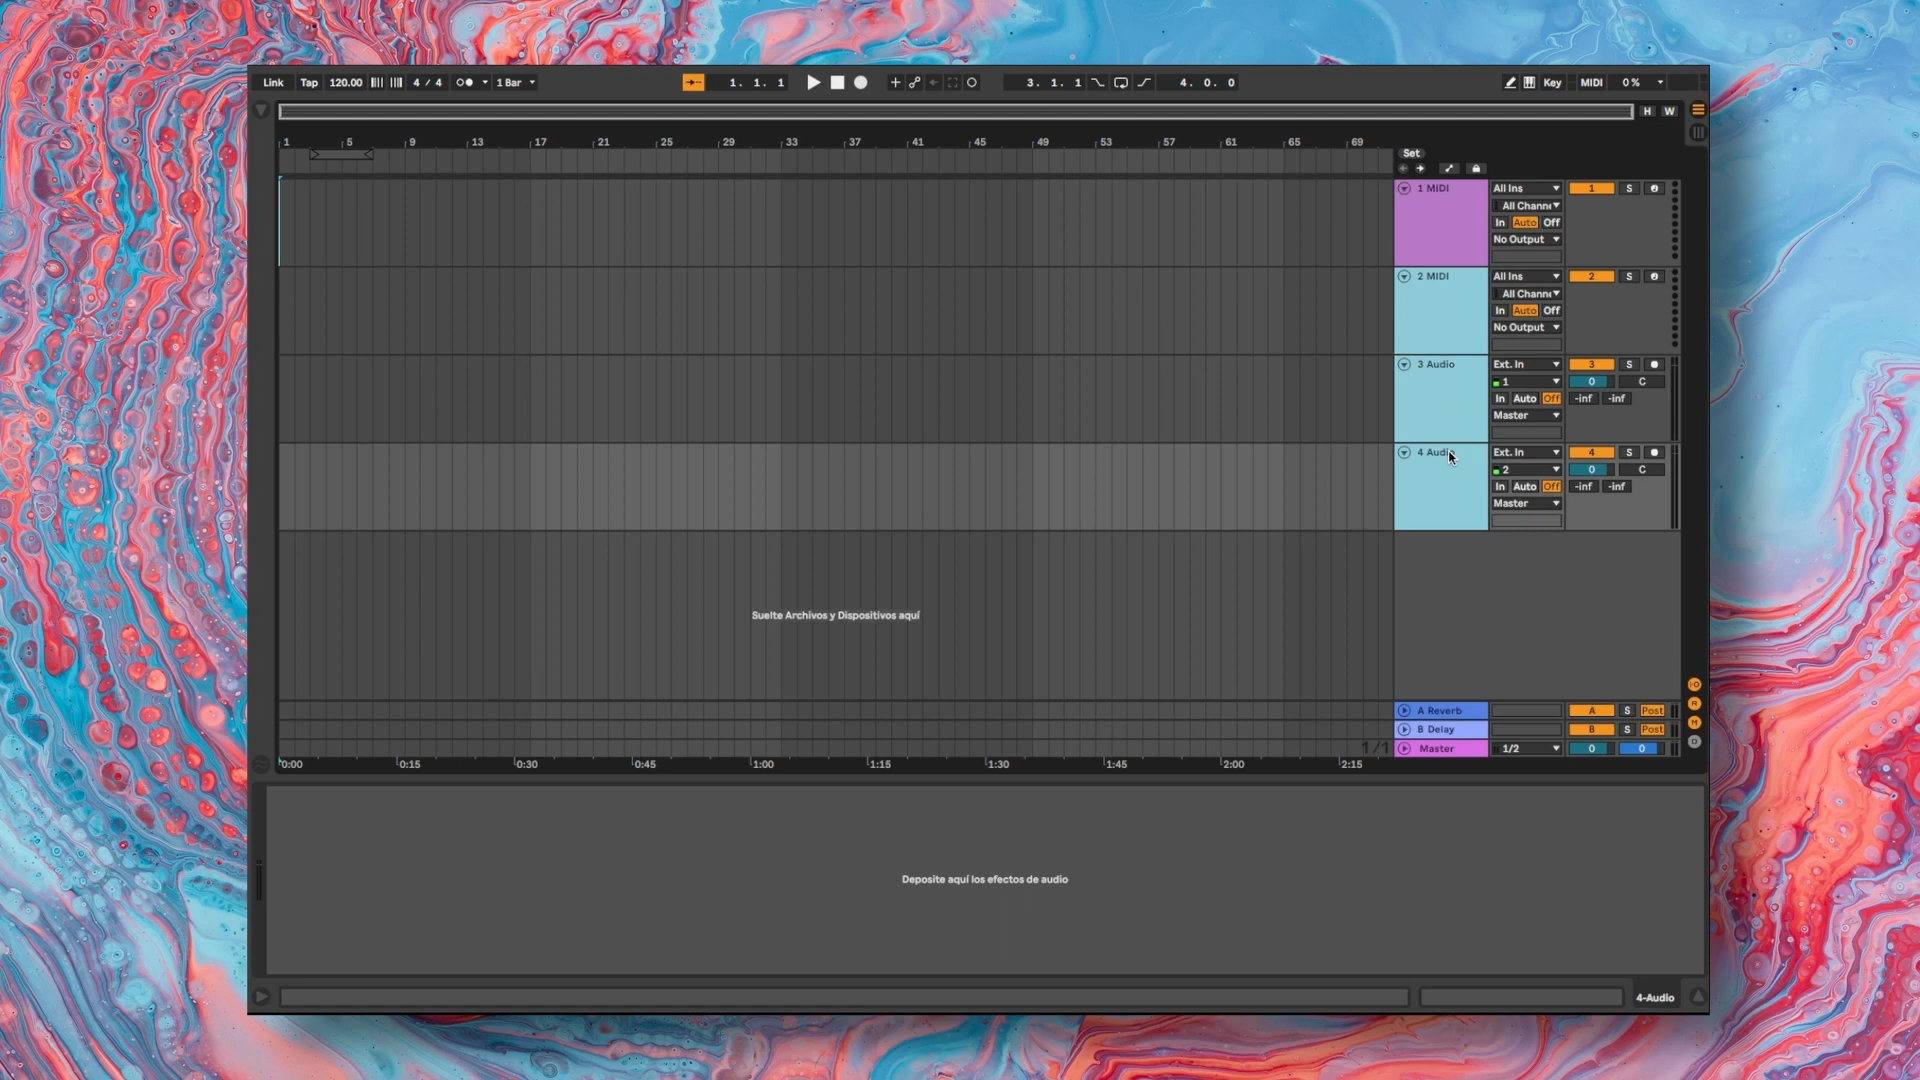 Link Tap 120.00 4 / 4 1 Bar 1. 1. 1 3. 1. 1 4. 0. 0 Key MIDI 0 %
H W
1 5 9 13 17 21 25 29 33 37 41 45 49 53 57 61 65 69
Set
1 MIDI All Ins 1 S
All Channe
In Auto Off
No Output
2 MIDI All Ins 2 S
All Channe
In Auto Off
No Output
3 Audio Ext. In 3 S
1 0 C
In Auto Off -inf -inf
Master
4 Audio Ext. In 4 S
2 0 C
In Auto Off -inf -inf
Master
Suelte Archivos y Dispositivos aquí
A Reverb A S Post
B Delay B S Post
1/1 Master 1/2 0 0
0:00 0:15 0:30 0:45 1:00 1:15 1:30 1:45 2:00 2:15
I·O
R
M
D
Deposite aquí los efectos de audio
4-Audio